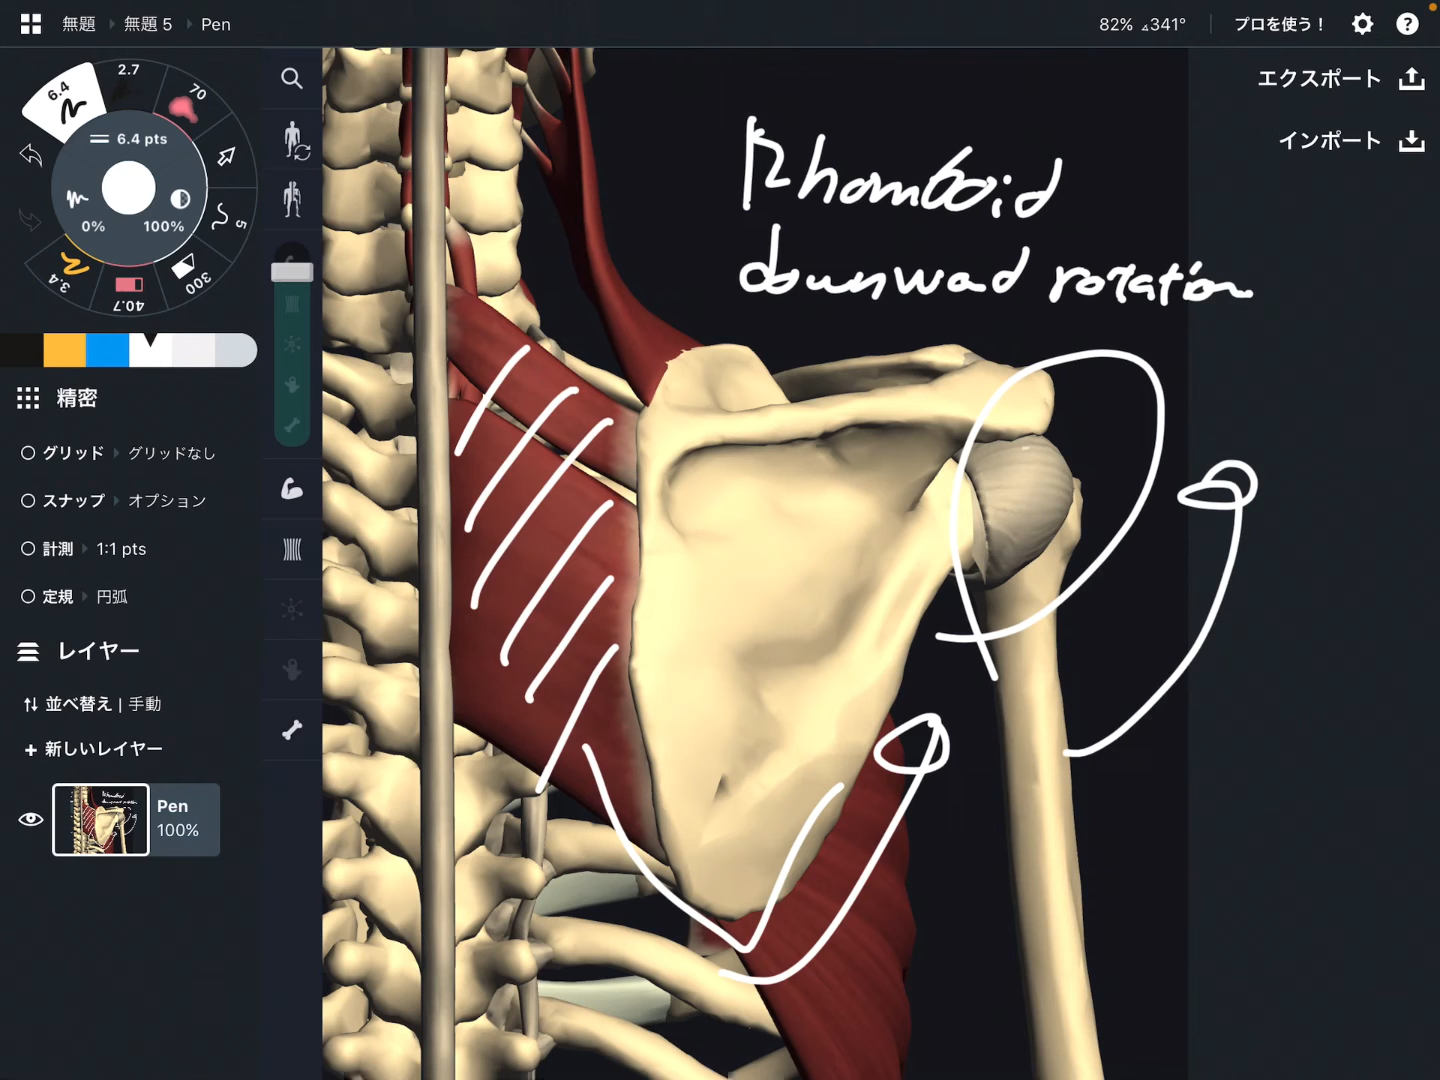 無題 無題 5 Pen
82% ⊿341° プロを使う!
エクスポート
インポート
6.4
2.7
70
6.4 pts
0% 100%
5
300
40.7
3.4
精密
グリッド グリッドなし
スナップ オプション
計測 1:1 pts
定規 円弧
レイヤー
並べ替え | 手動
+ 新しいレイヤー
Pen
100%
Rhomboid
downwad rotation